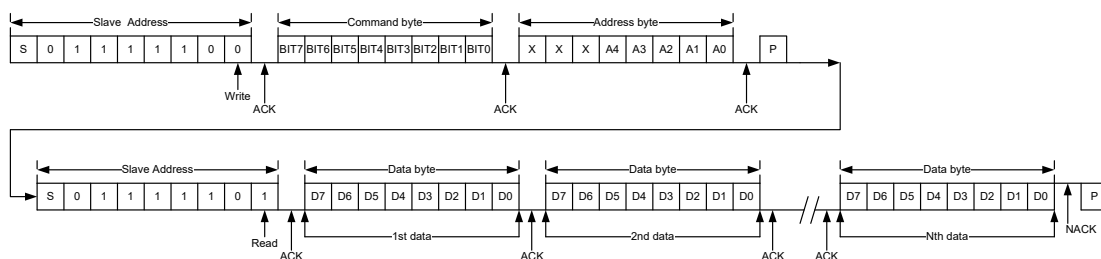 Slave Address Command byte Address byte
S 0 1 1 1 1 1 0 0 BIT7 BIT6 BIT5 BIT4 BIT3 BIT2 BIT1 BIT0 X X X A4 A3 A2 A1 A0 P
Write ACK ACK ACK
Slave Address Data byte Data byte Data byte
S 0 1 1 1 1 1 0 1 D7 D6 D5 D4 D3 D2 D1 D0 D7 D6 D5 D4 D3 D2 D1 D0 D7 D6 D5 D4 D3 D2 D1 D0 P
Read ACK 1st data ACK 2nd data ACK ACK Nth data NACK